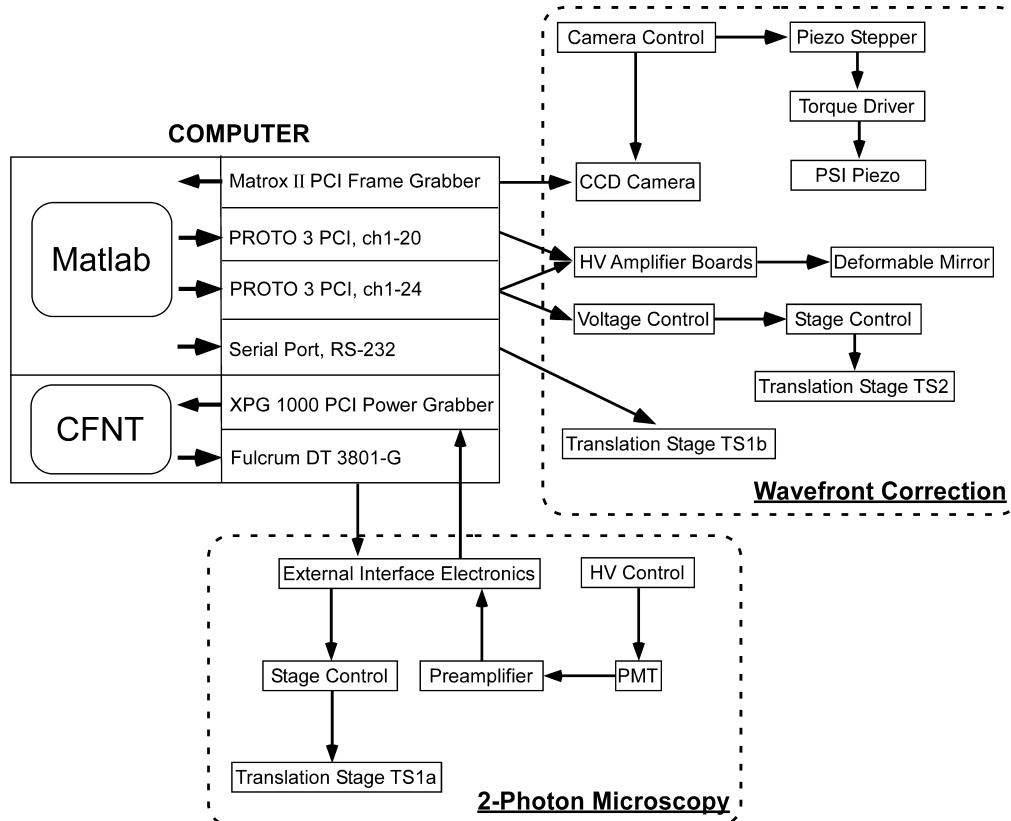 Camera Control
Piezo Stepper
Torque Driver
PSI Piezo
COMPUTER
Matrox II PCI Frame Grabber
CCD Camera
Matlab
PROTO 3 PCI, ch1-20
PROTO 3 PCI, ch1-24
HV Amplifier Boards
Deformable Mirror
Voltage Control
Stage Control
Serial Port, RS-232
Translation Stage TS2
CFNT
XPG 1000 PCI Power Grabber
Translation Stage TS1b
Fulcrum DT 3801-G
Wavefront Correction
External Interface Electronics
HV Control
Stage Control
Preamplifier
PMT
Translation Stage TS1a
2-Photon Microscopy